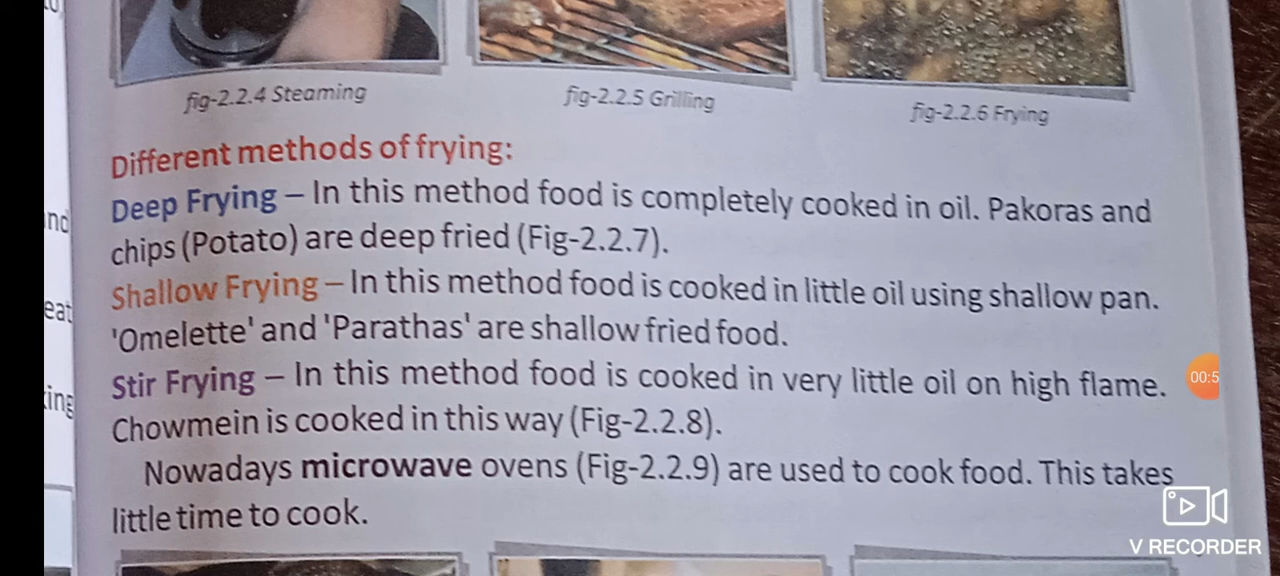 fig-2.2.4 Steaming
fig-2.2.5 Grilling
fig-2.2.6 Frying
Different methods of frying:
Deep Frying – In this method food is completely cooked in oil. Pakoras and
chips (Potato) are deep fried (Fig-2.2.7).
Shallow Frying – In this method food is cooked in little oil using shallow pan.
'Omelette' and 'Parathas' are shallow fried food.
Stir Frying – In this method food is cooked in very little oil on high flame.
Chowmein is cooked in this way (Fig-2.2.8).
Nowadays microwave ovens (Fig-2.2.9) are used to cook food. This takes
little time to cook.
00:5
V RECORDER